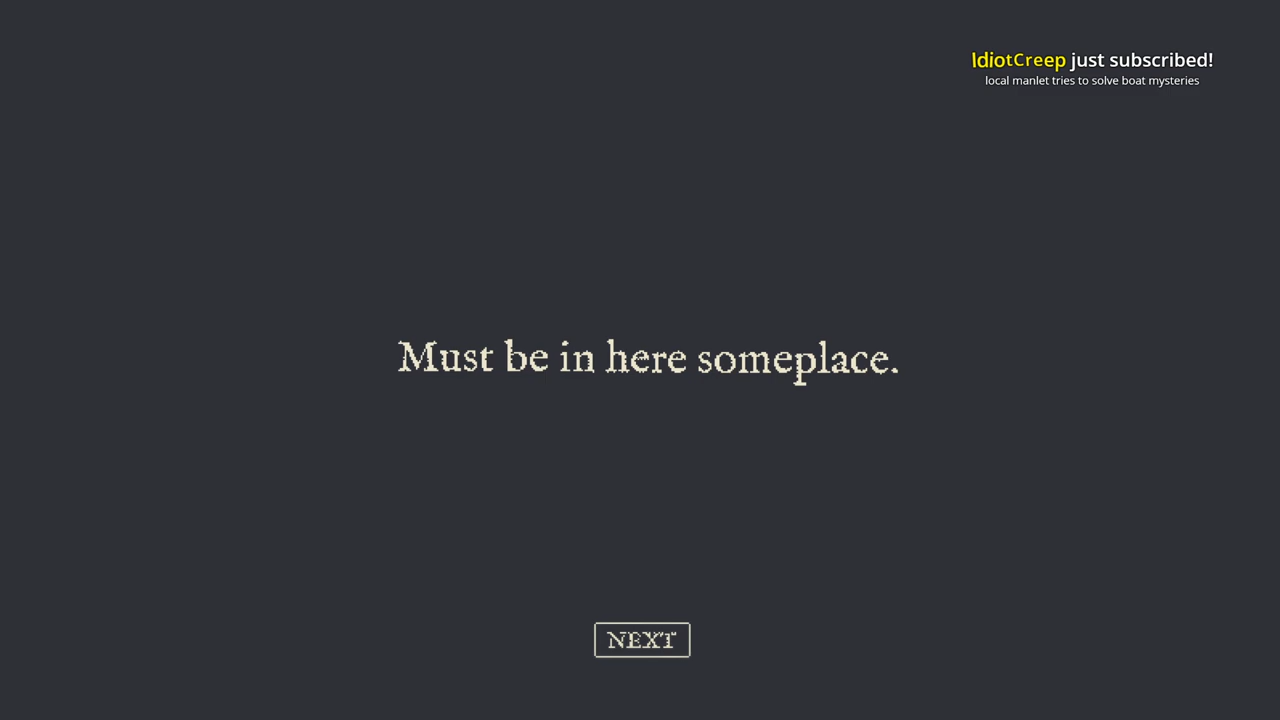 IdiotCreep just subscribed!
local manlet tries to solve boat mysteries
Must be in here someplace.
NEXT